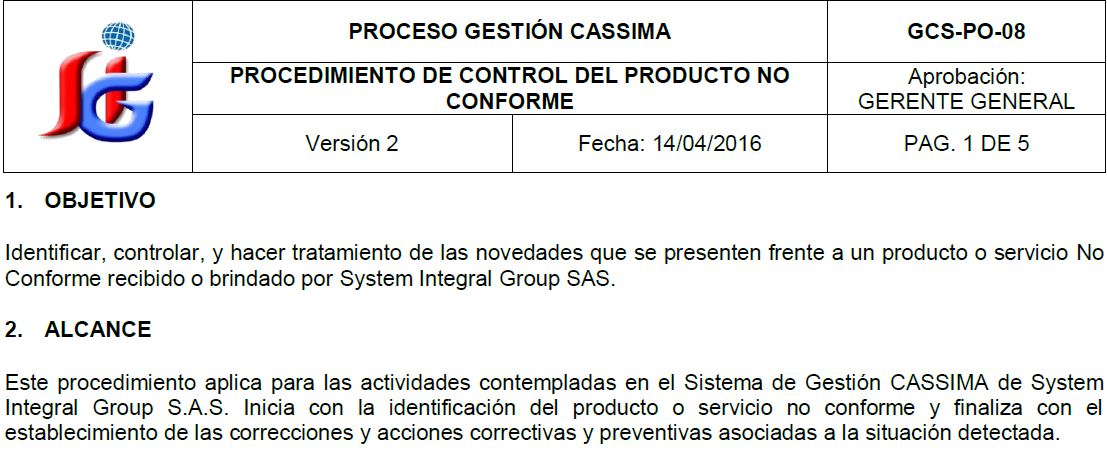 SIG
PROCESO GESTIÓN CASSIMA
GCS-PO-08
PROCEDIMIENTO DE CONTROL DEL PRODUCTO NO
CONFORME
Aprobación:
GERENTE GENERAL
Versión 2
Fecha: 14/04/2016
PAG. 1 DE 5
1. OBJETIVO
Identificar, controlar, y hacer tratamiento de las novedades que se presenten frente a un producto o servicio No
Conforme recibido o brindado por System Integral Group SAS.
2. ALCANCE
Este procedimiento aplica para las actividades contempladas en el Sistema de Gestión CASSIMA de System
Integral Group S.A.S. Inicia con la identificación del producto o servicio no conforme y finaliza con el
establecimiento de las correcciones y acciones correctivas y preventivas asociadas a la situación detectada.